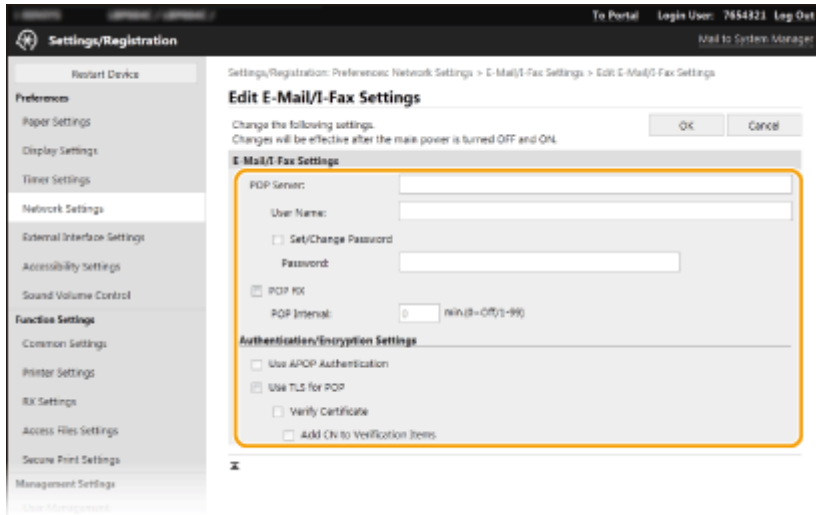 To Portal Login User: 7654321 Log Out
Settings/Registration
Mail to System Manager
Restart Device
Settings/Registration: Preferences: Network Settings > E-Mail/I-Fax Settings > Edit E-Mail/I-Fax Settings
Preferences
Edit E-Mail/I-Fax Settings
Paper Settings
Change the following settings.
Changes will be effective after the main power is turned OFF and ON.
OK
Cancel
Display Settings
E-Mail/I-Fax Settings
Timer Settings
POP Server:
Network Settings
User Name:
External Interface Settings
Set/Change Password
Accessibility Settings
Password:
Sound Volume Control
POP RX
Function Settings
POP Interval:
0
min.(0=Off/1-99)
Common Settings
Authentication/Encryption Settings
Printer Settings
Use APOP Authentication
Use TLS for POP
RX Settings
Verify Certificate
Access Files Settings
Add CN to Verification Items
Secure Print Settings
Management Settings
User Management